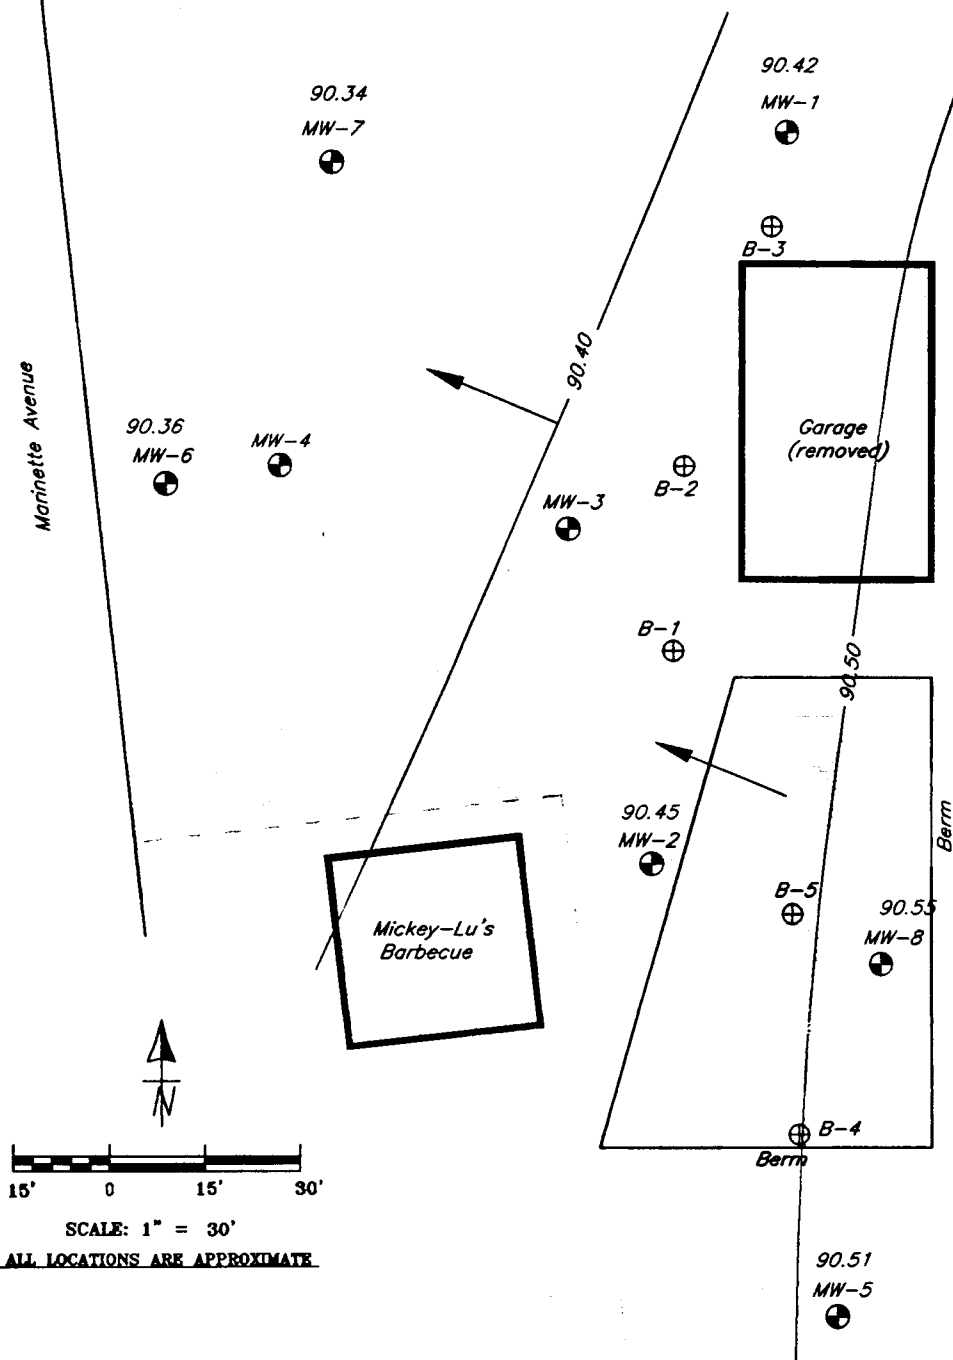 90.42
MW-1
90.34
MW-7
B-3
90.40
Marinette Avenue
Garage
(removed)
90.36
MW-6
MW-4
B-2
MW-3
B-1
90.50
Berm
90.45
MW-2
B-5
90.55
MW-8
Mickey-Lu's
Barbecue
N
B-4
Berm
15' 0 15' 30'
SCALE: 1" = 30'
ALL LOCATIONS ARE APPROXIMATE
90.51
MW-5